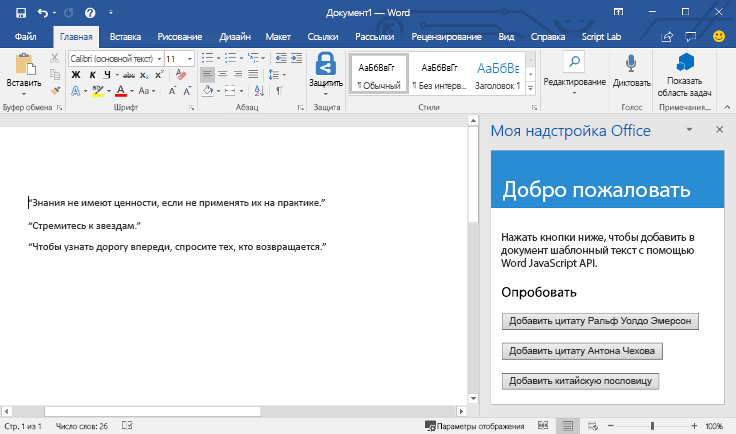 Документ1 — Word
Файл Главная Вставка Рисование Дизайн Макет Ссылки Рассылки Рецензирование Вид Справка Script Lab
Вставить
Буфер обмена
Calibri (основной текст) 11
Ж К Ч abc x₂ x²
А aby А Aa
Шрифт
Абзац
Защитить
Защита
АаБбВвГг АаБбВвГг АаБбВв
¶ Обычный ¶ Без интерв... Заголовок 1
Стили
Редактирование
Диктовать
Голос
Показать
область задач
Примечания...
“Знания не имеют ценности, если не применять их на практике.”
“Стремитесь к звездам.”
“Чтобы узнать дорогу впереди, спросите тех, кто возвращается.”
Моя надстройка Office
Добро пожаловать
Нажать кнопки ниже, чтобы добавить в
документ шаблонный текст с помощью
Word JavaScript API.
Опробовать
Добавить цитату Ральф Уолдо Эмерсон
Добавить цитату Антона Чехова
Добавить китайскую пословицу
Стр. 1 из 1 Число слов: 26 Параметры отображения 100%